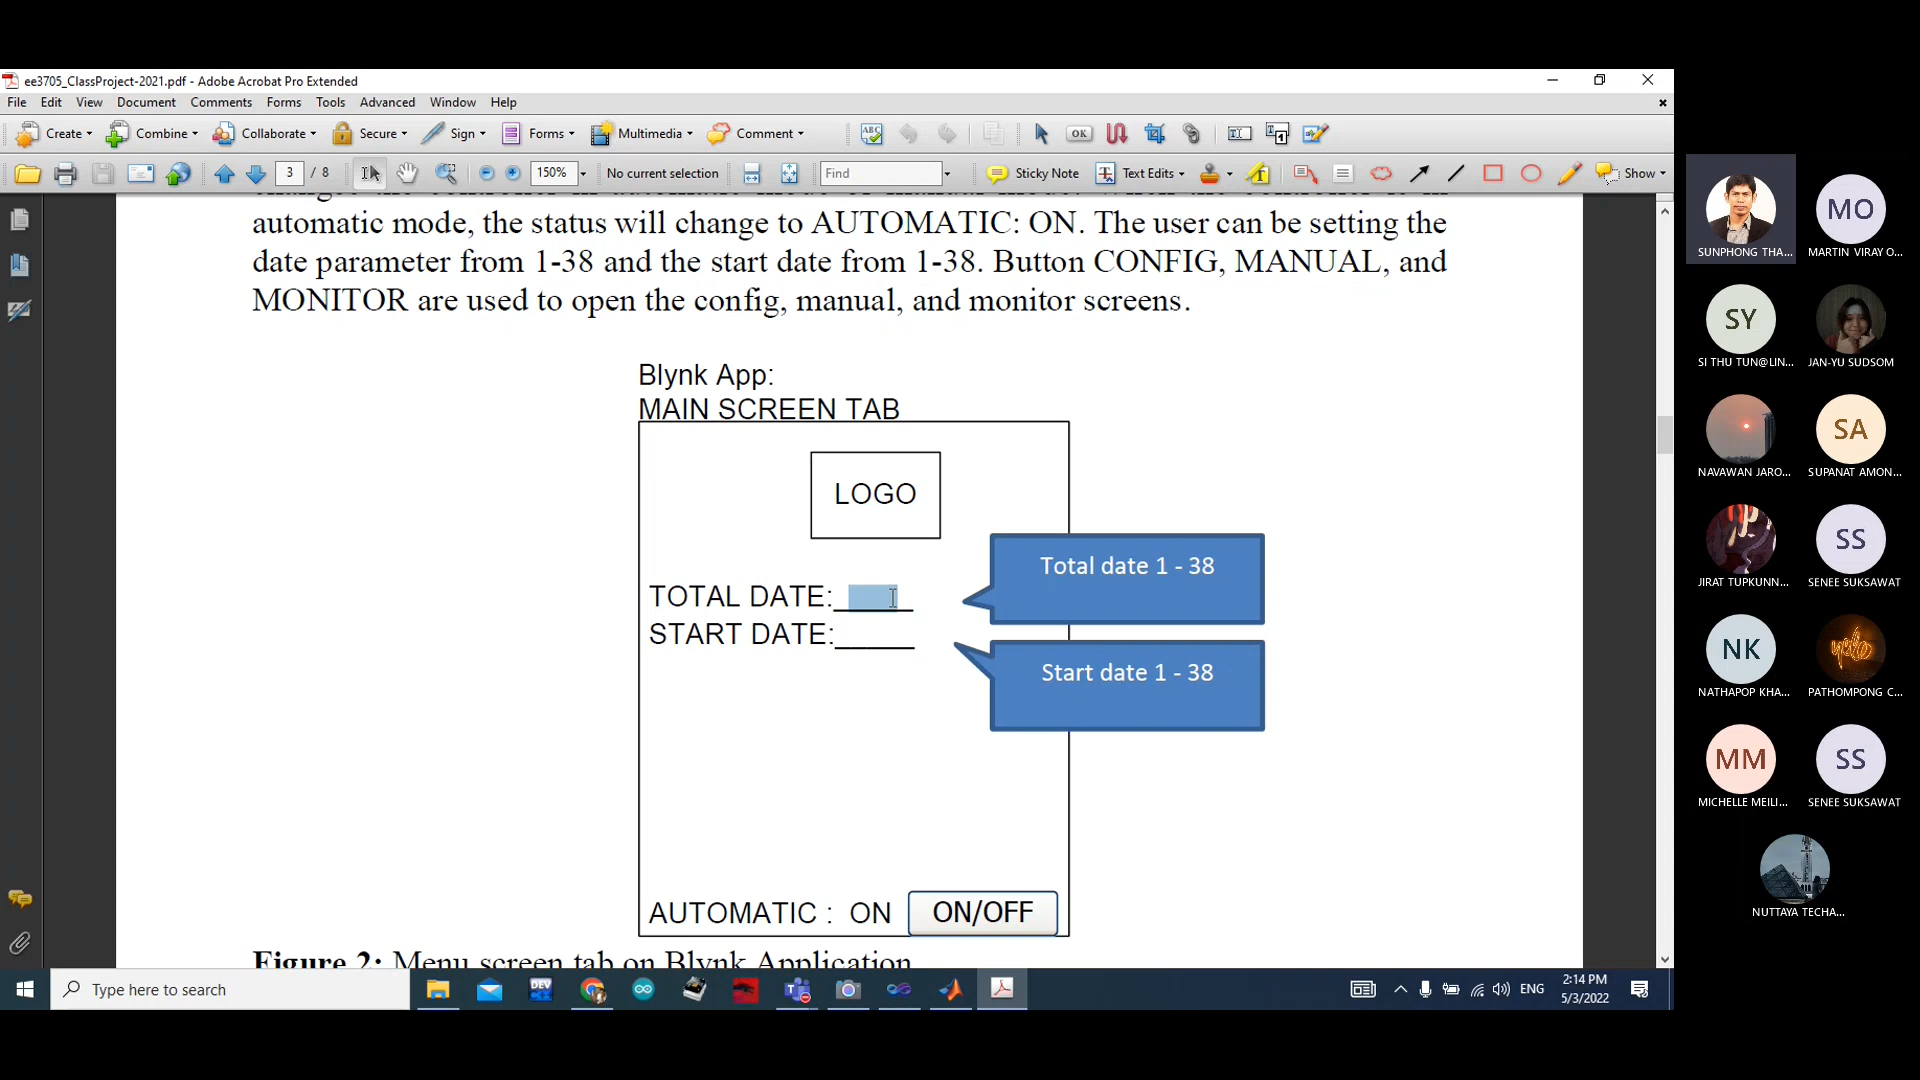 ee3705_ClassProject-2021.pdf - Adobe Acrobat Pro Extended
File Edit View Document Comments Forms Tools Advanced Window Help
Create Combine Collaborate Secure Sign Forms Multimedia Comment OK
3 / 8 150% No current selection Find Sticky Note Text Edits Show
automatic mode, the status will change to AUTOMATIC: ON. The user can be setting the
date parameter from 1-38 and the start date from 1-38. Button CONFIG, MANUAL, and
MONITOR are used to open the config, manual, and monitor screens.
Blynk App:
MAIN SCREEN TAB
LOGO
TOTAL DATE:
Total date 1 - 38
START DATE:
Start date 1 - 38
AUTOMATIC : ON ON/OFF
Figure 2: Menu screen tab on Blynk Application
Type here to search
DEV
ENG
2:14 PM
5/3/2022
SUNPHONG THA...
MO
MARTIN VIRAY O...
SY
SI THU TUN@LIN...
JAN-YU SUDSOM
NAVAWAN JARO...
SA
SUPANAT AMON...
JIRAT TUPKUNN...
SS
SENEE SUKSAWAT
NK
NATHAPOP KHA...
PATHOMPONG C...
MM
MICHELLE MEILI...
SS
SENEE SUKSAWAT
NUTTAYA TECHA...